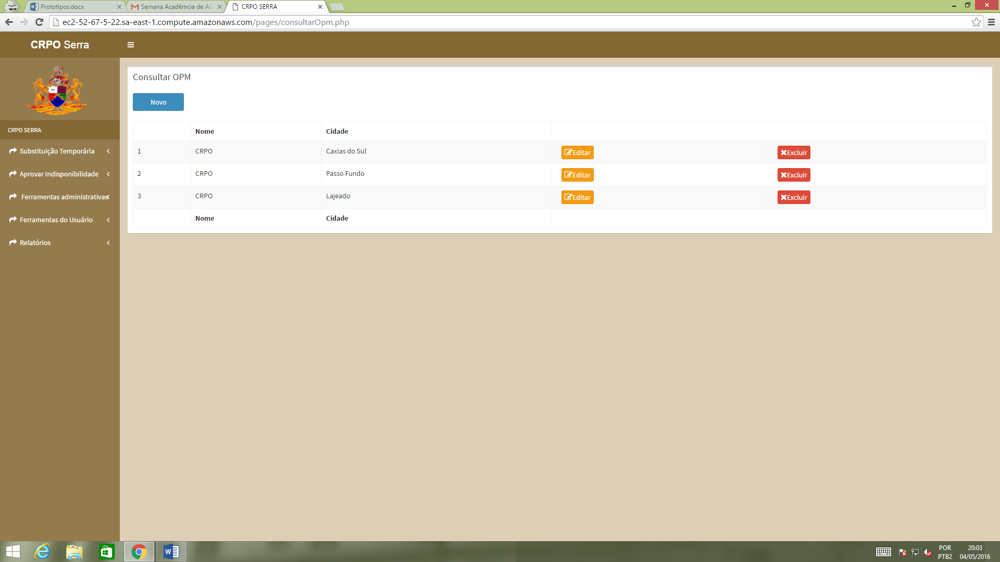 Prototipos.docx
Semana Acadêmcia de AD
CRPO SERRA
ec2-52-67-5-22.sa-east-1.compute.amazonaws.com/pages/consultarOpm.php
CRPO Serra
CRPO SERRA
Substituição Temporária
Aprovar Indisponibilidade
Ferramentas administrativas
Ferramentas do Usuário
Relatórios
Consultar OPM
Novo
Nome Cidade
1 CRPO Caxias do Sul Editar Excluir
2 CRPO Passo Fundo Editar Excluir
3 CRPO Lajeado Editar Excluir
Nome Cidade
POR 20:03
PTB2 04/05/2016